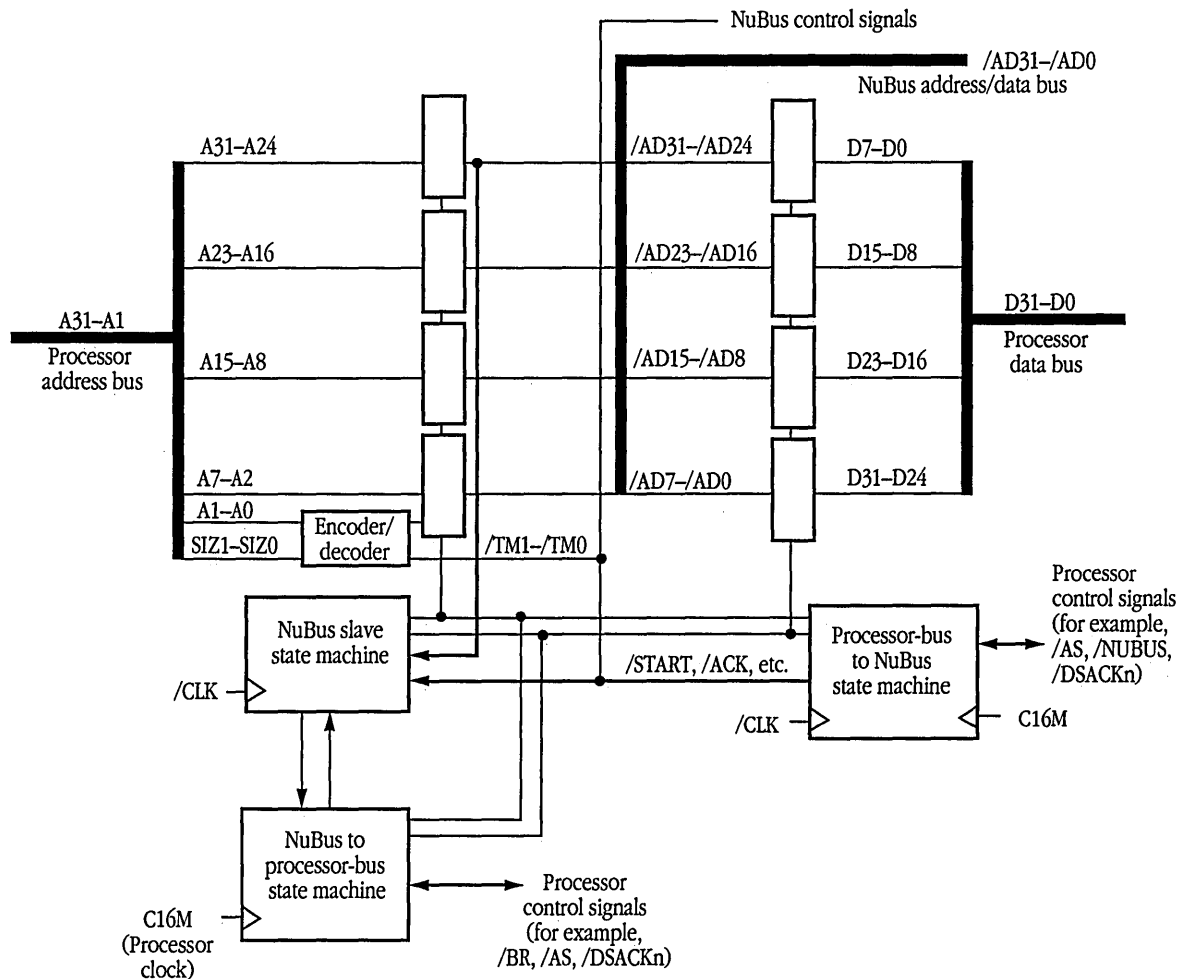 NuBus control signals
/AD31–/AD0
NuBus address/data bus
A31–A24
/AD31–/AD24
D7–D0
A23–A16
/AD23–/AD16
D15–D8
A31–A1
Processor
address bus
D31–D0
Processor
data bus
A15–A8
/AD15–/AD8
D23–D16
A7–A2
/AD7–/AD0
D31–D24
A1–A0
SIZ1–SIZ0
Encoder/
decoder
/TM1–/TM0
NuBus slave
state machine
/CLK
/START, /ACK, etc.
Processor-bus
to NuBus
state machine
/CLK
C16M
Processor
control signals
(for example,
/AS, /NUBUS,
/DSACKn)
NuBus to
processor-bus
state machine
C16M
(Processor
clock)
Processor
control signals
(for example,
/BR, /AS, /DSACKn)